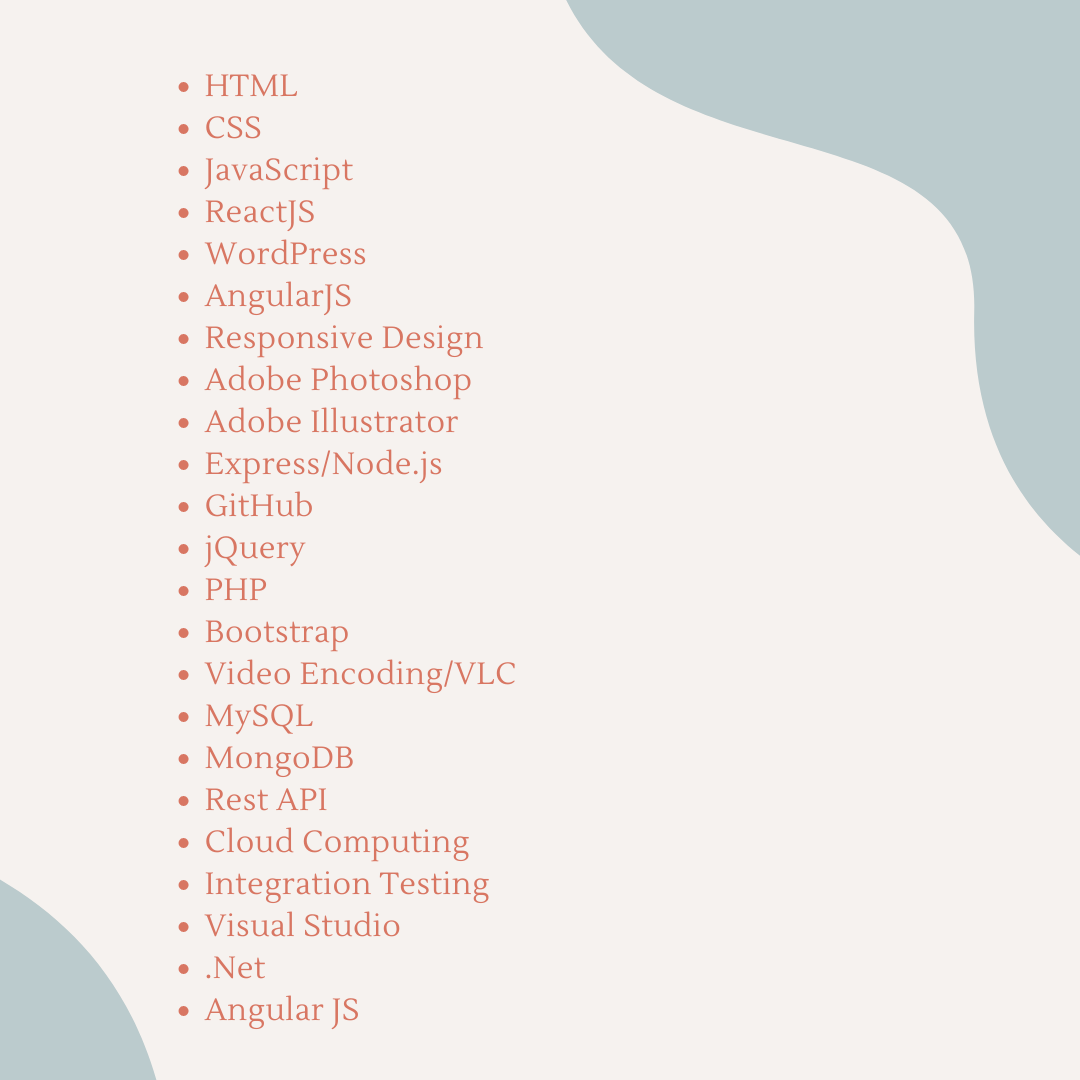 • HTML
• CSS
• JavaScript
• ReactJS
• WordPress
• AngularJS
• Responsive Design
• Adobe Photoshop
• Adobe Illustrator
• Express/Node.js
• GitHub
• jQuery
• PHP
• Bootstrap
• Video Encoding/VLC
• MySQL
• MongoDB
• Rest API
• Cloud Computing
• Integration Testing
• Visual Studio
• .Net
• Angular JS